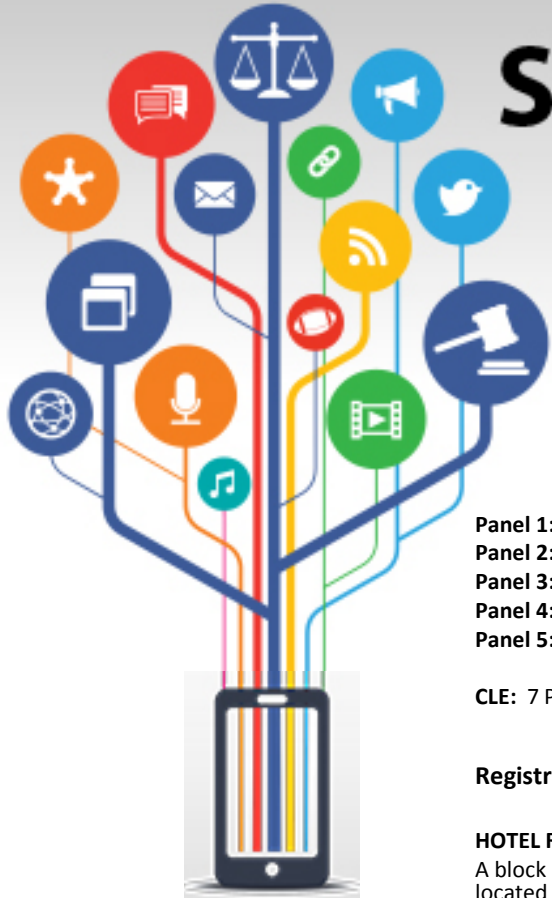 S
Panel 1:
Panel 2:
Panel 3:
Panel 4:
Panel 5:
CLE: 7 P
Registr
HOTEL F
A block
located